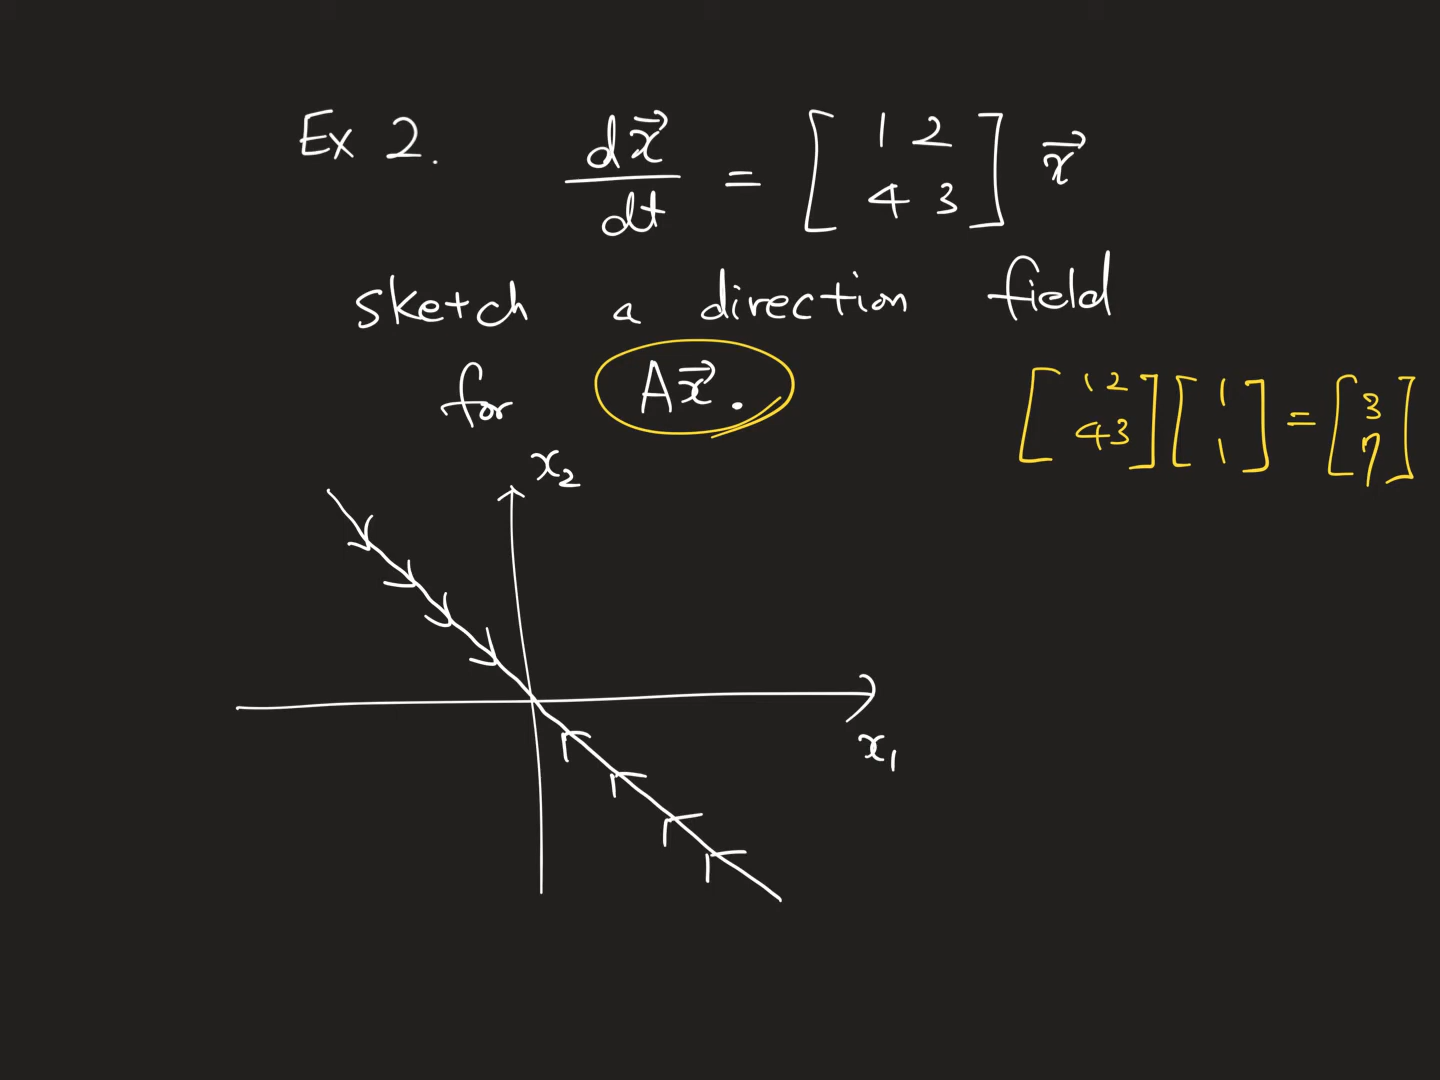 Ex 2. dx⃗/dt = [1 2; 4 3] x⃗
sketch a direction field
for Ax⃗.
[1 2; 4 3] [1; 1] = [3; 7]
x₂
x₁